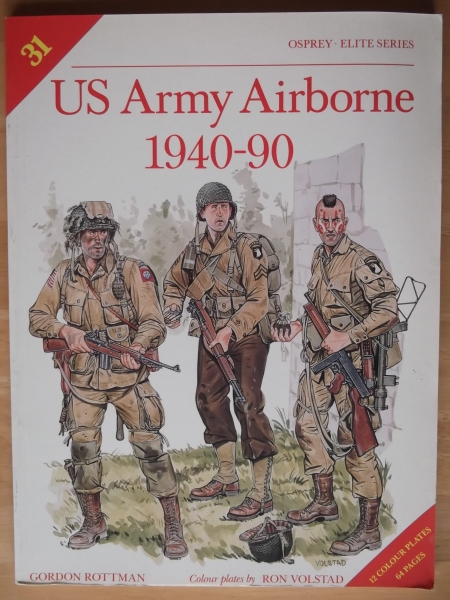 31
OSPREY · ELITE SERIES
US Army Airborne
1940-90
VOLSTAD
GORDON ROTTMAN Colour plates by RON VOLSTAD
12 COLOUR PLATES
64 PAGES